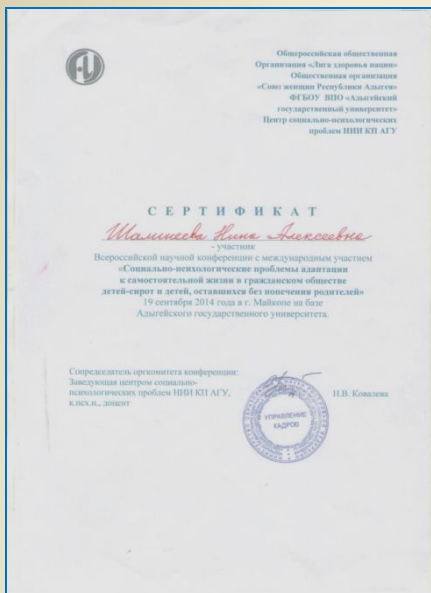 Общероссийская общественная
Организация «Лига здоровья нации»
Общественная организация
«Союз женщин Республики Адыгея»
ФГБОУ ВПО «Адыгейский
государственный университет»
Центр социально-психологических
проблем НИИ КП АГУ
СЕРТИФИКАТ
Нина Алексеевна
- участник
Всероссийской научной конференции с международным участием
«Социально-психологические проблемы адаптации
к самостоятельной жизни в гражданском обществе
детей-сирот и детей, оставшихся без попечения родителей»
19 сентября 2014 года в г. Майкопе на базе
Адыгейского государственного университета.
Сопредседатель оргкомитета конференции:
Заведующая центром социально-
психологических проблем НИИ КП АГУ,
к.псх.н., доцент
Н.В. Ковалева
УПРАВЛЕНИЕ
КАДРОВ